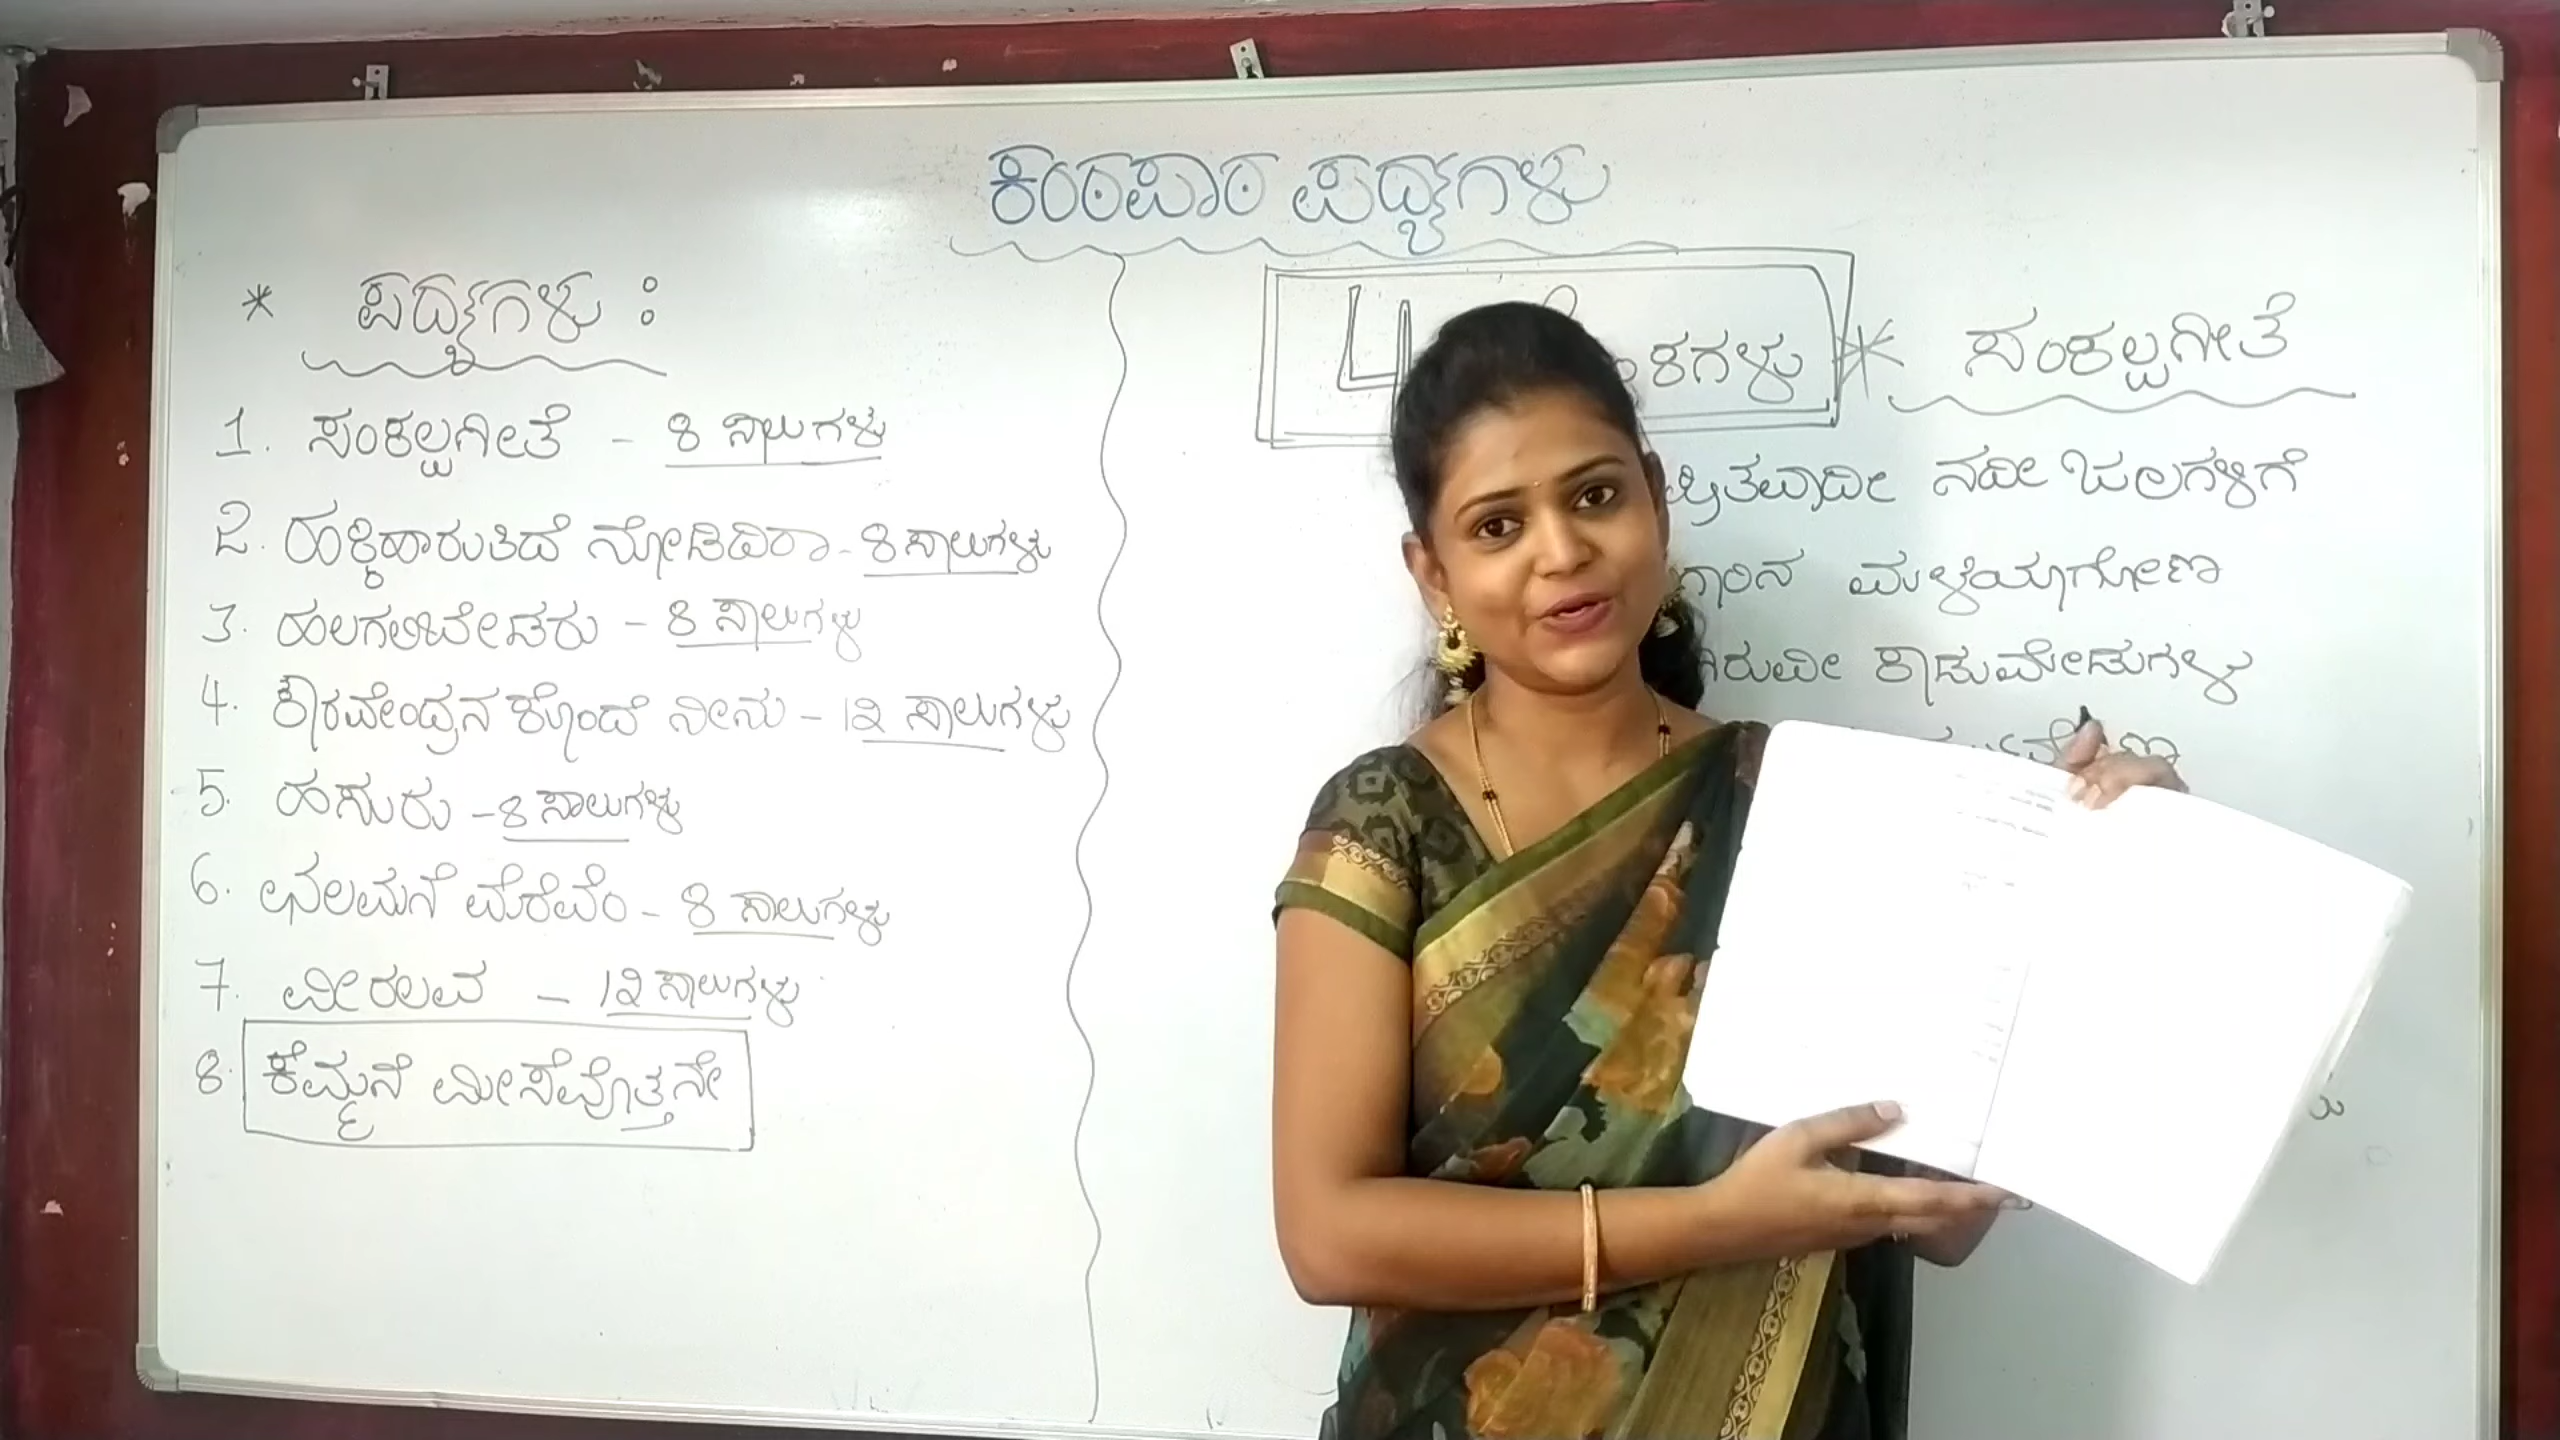 ಕಂಠಪಾಠ ಪದ್ಯಗಳು
* ಪದ್ಯಗಳು :
1. ಸಂಕಲ್ಪಗೀತೆ - 8 ಸಾಲುಗಳು
2. ಹಕ್ಕಿಹಾರುತಿದೆ ನೋಡಿದಿರಾ - 8 ಸಾಲುಗಳು
3. ಹಲಗಲಿಬೇಡರು - 8 ಸಾಲುಗಳು
4. ಕೌರವೇಂದ್ರನ ಕೊಂದೆ ನೀನು - 12 ಸಾಲುಗಳು
5. ಹಸುರು - 8 ಸಾಲುಗಳು
6. ಛಲಮನೆ ಮೆರೆವೆಂ - 8 ಸಾಲುಗಳು
7. ವೀರಲವ - 12 ಸಾಲುಗಳು
8. ಕೆಮ್ಮನೆ ಮೀಸೆವೊತ್ತನೇ
4
* ಸಂಕಲ್ಪಗೀತೆ
ನದೀ ಜಲಗಳಿಗೆ
ಮಳೆಯಾಗೋಣ
ಕಾಡುಮೇಡುಗಳ